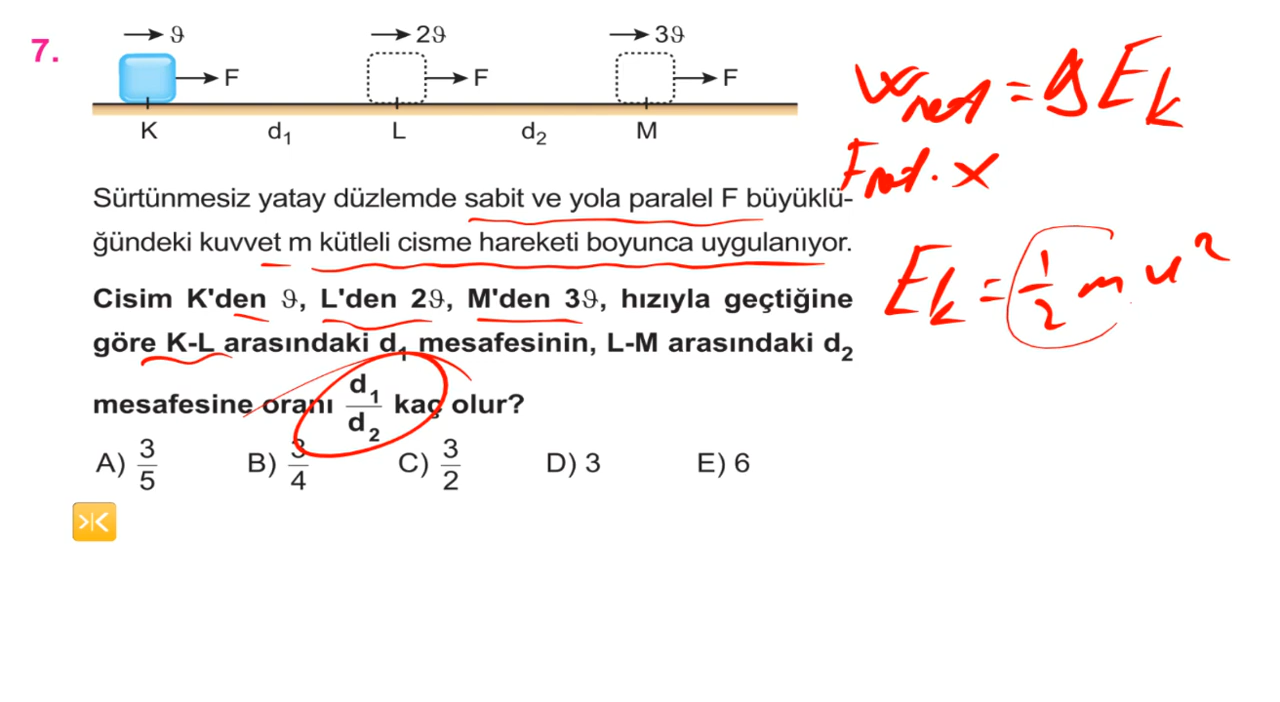 7.
ϑ 2ϑ 3ϑ
F F F
K d₁ L d₂ M
Wnet = ΔEk
Fnet . x
Ek = 1/2 m v²
Sürtünmesiz yatay düzlemde sabit ve yola paralel F büyüklü-
ğündeki kuvvet m kütleli cisme hareketi boyunca uygulanıyor.
Cisim K'den ϑ, L'den 2ϑ, M'den 3ϑ, hızıyla geçtiğine
göre K-L arasındaki d₁ mesafesinin, L-M arasındaki d₂
mesafesine oranı d₁/d₂ kaç olur?
A) 3/5 B) 3/4 C) 3/2 D) 3 E) 6